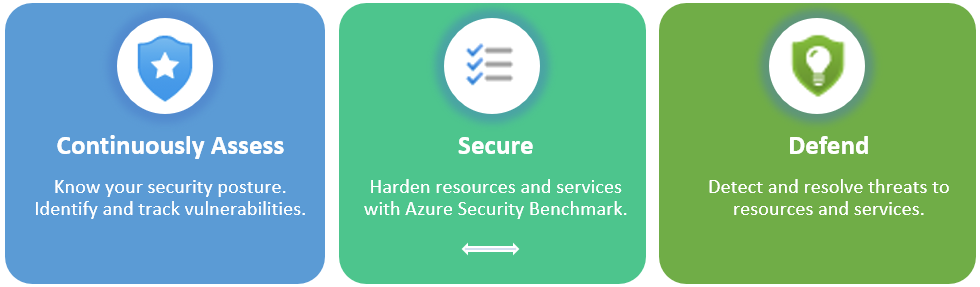 Continuously Assess
Know your security posture.
Identify and track vulnerabilities.
Secure
Harden resources and services
with Azure Security Benchmark.
Defend
Detect and resolve threats to
resources and services.